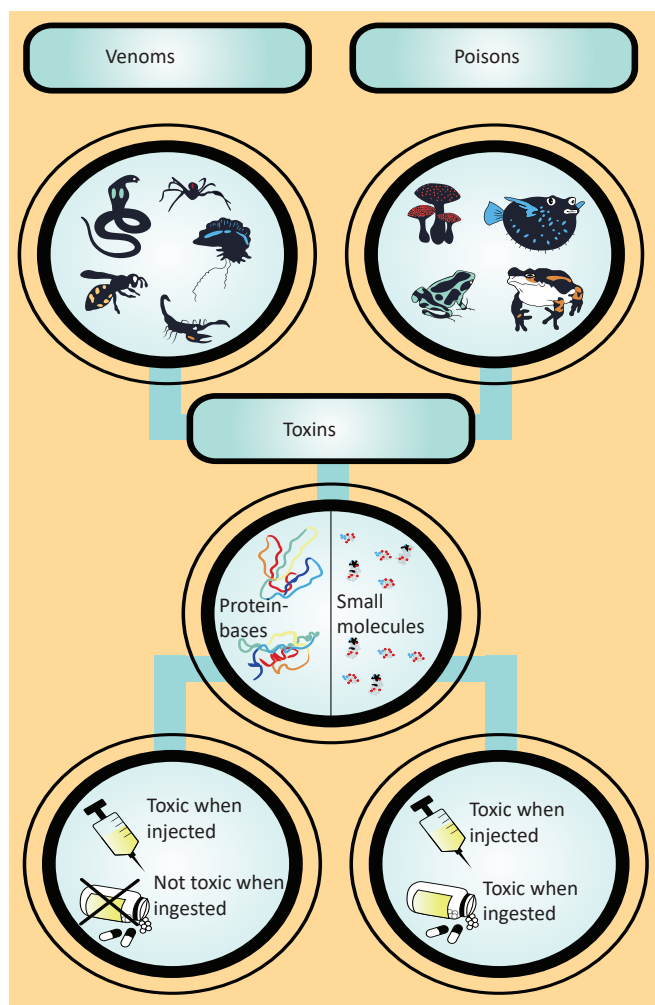 Venoms
Poisons
Toxins
Protein-
bases
Small
molecules
Toxic when
injected
Not toxic when
ingested
Toxic when
injected
Toxic when
ingested